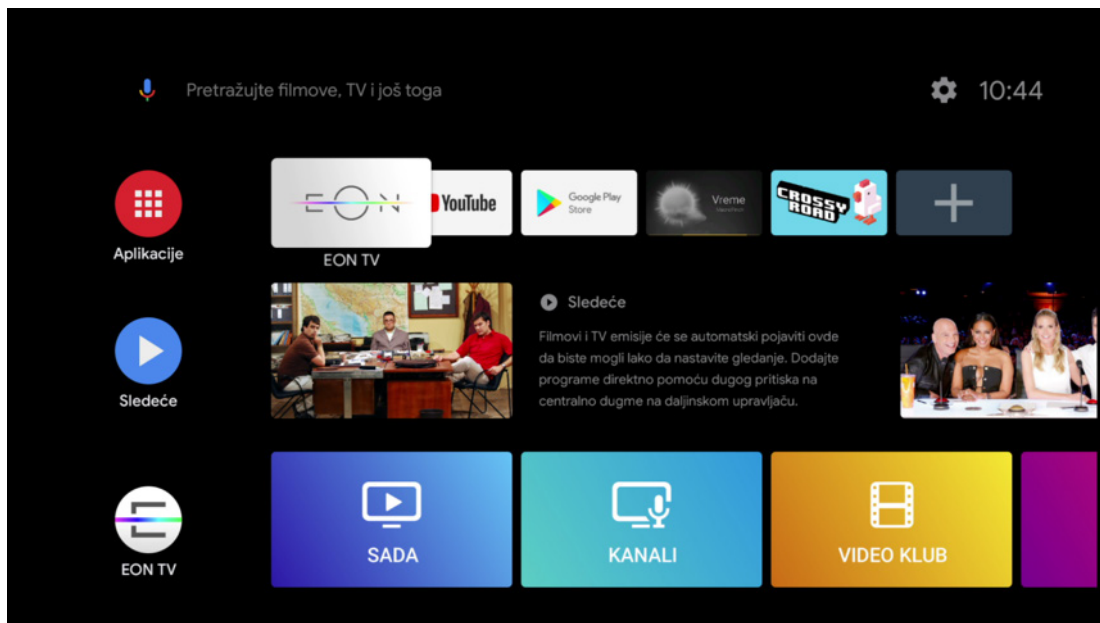 Pretražujte filmove, TV i još toga
10:44
EON
YouTube
Google Play
Store
Vreme
CROSSY
ROAD
Aplikacije
EON TV
Sledeće
Filmovi i TV emisije će se automatski pojaviti ovde
da biste mogli lako da nastavite gledanje. Dodajte
programe direktno pomoću dugog pritiska na
centralno dugme na daljinskom upravljaču.
Sledeće
SADA
KANALI
VIDEO KLUB
EON TV